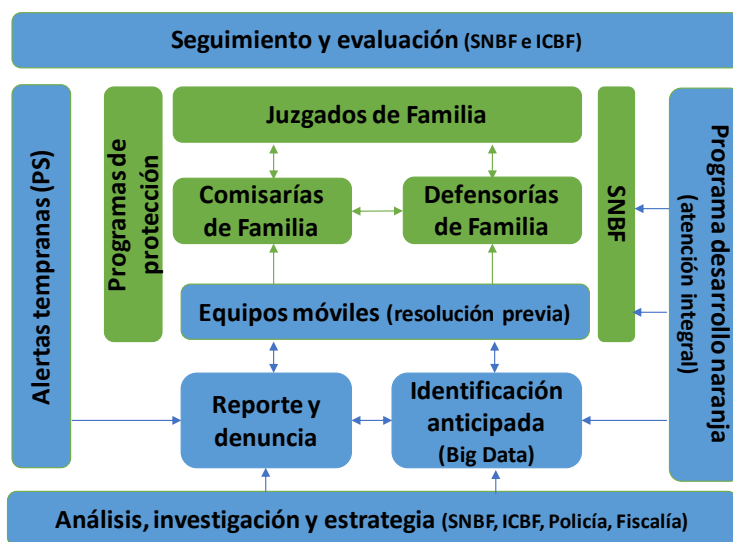 Seguimiento y evaluación (SNBF e ICBF)
Alertas tempranas (PS)
Programas de
protección
Juzgados de Familia
Comisarías
de Familia
Defensorías
de Familia
SNBF
Programa desarrollo naranja
(atención integral)
Equipos móviles (resolución previa)
Reporte y
denuncia
Identificación
anticipada
(Big Data)
Análisis, investigación y estrategia (SNBF, ICBF, Policía, Fiscalía)